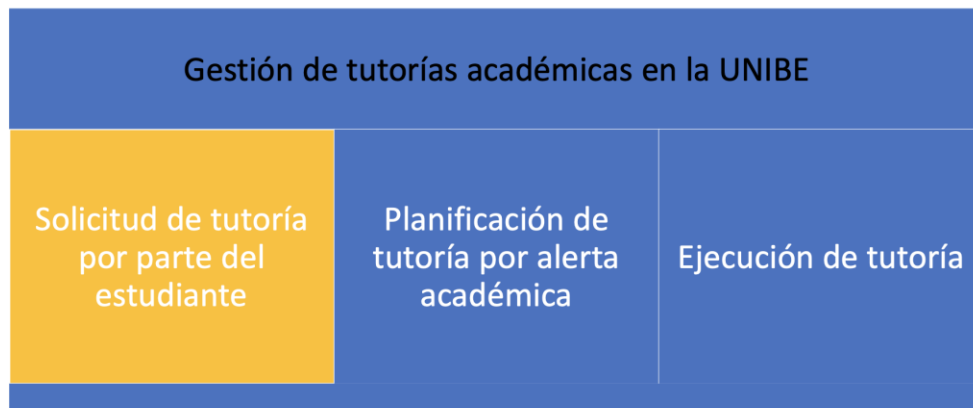 Gestión de tutorías académicas en la UNIBE
Solicitud de tutoría
por parte del
estudiante
Planificación de
tutoría por alerta
académica
Ejecución de tutoría